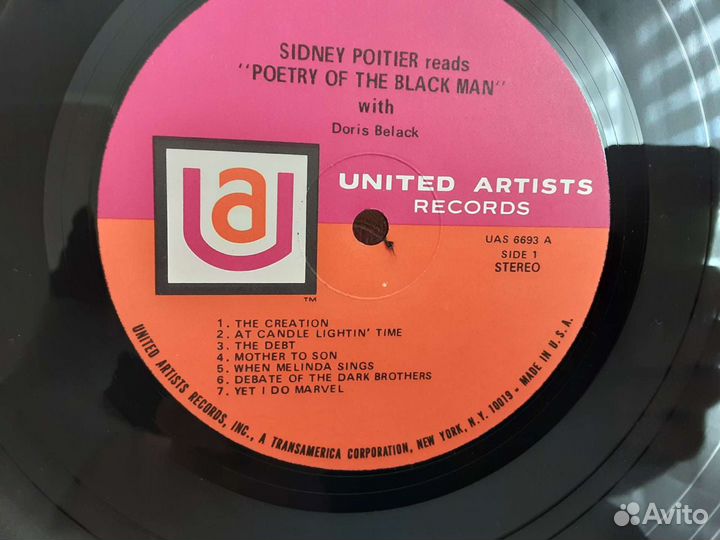 SIDNEY POITIER reads
"POETRY OF THE BLACK MAN"
with
Doris Belack
ua
UNITED ARTISTS
RECORDS
UAS 6693 A
SIDE 1
STEREO
TM
1. THE CREATION
2. AT CANDLE LIGHTIN' TIME
3. THE DEBT
4. MOTHER TO SON
5. WHEN MELINDA SINGS
6. DEBATE OF THE DARK BROTHERS
7. YET I DO MARVEL
UNITED ARTISTS RECORDS, INC., A TRANSAMERICA CORPORATION, NEW YORK, N.Y. 10019 - MADE IN U.S.A.
Avito